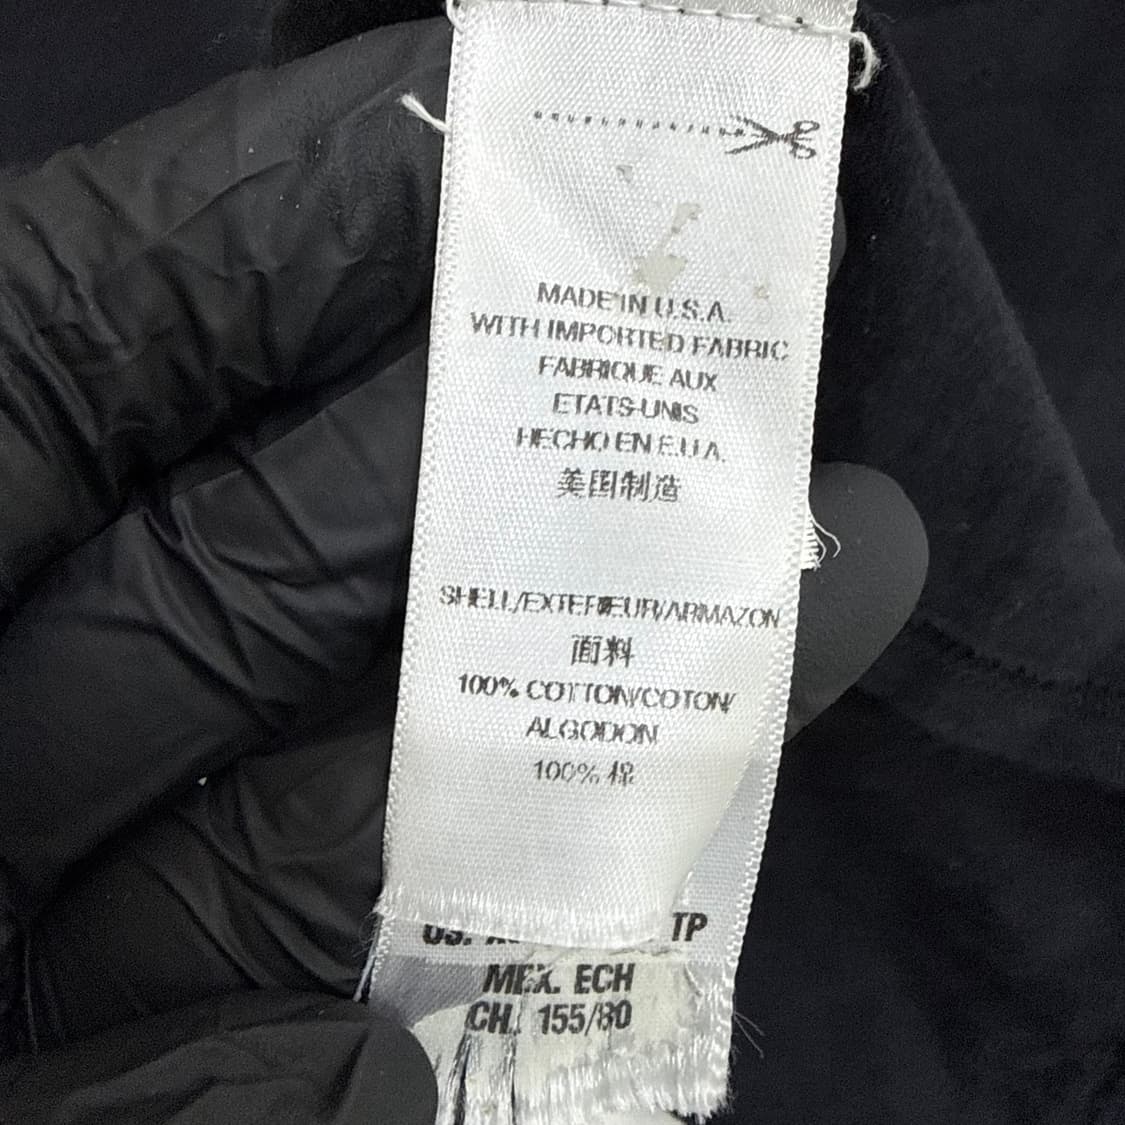 MADE IN U.S.A.
WITH IMPORTED FABRIC
FABRIQUE AUX
ETATS-UNIS
HECHO EN E.U.A.
美国制造
SHELL/EXTERIEUR/ARMAZON
面料
100% COTTON/COTON/
ALGODON
100% 棉
US. TP
MEX. ECH
CH. 155/80